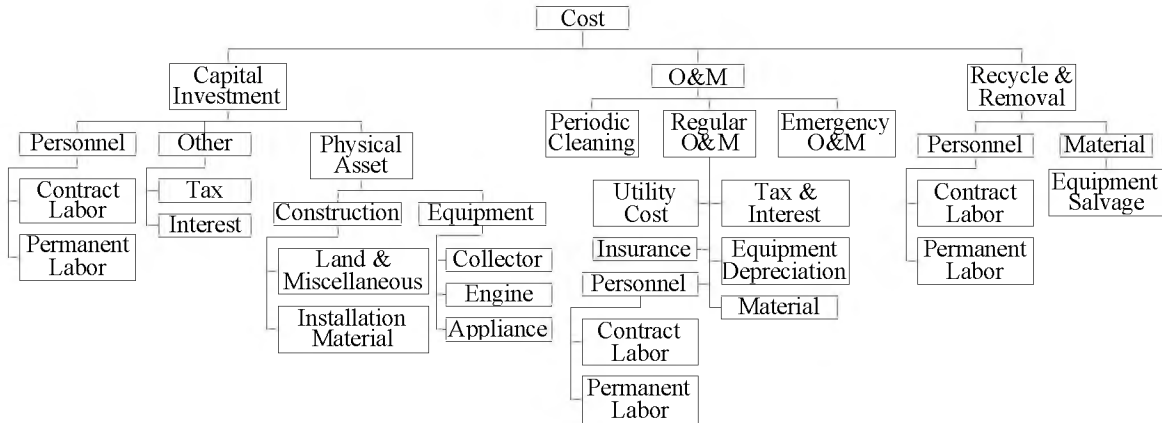 Cost
Capital
Investment
O&M
Recycle &
Removal
Personnel
Other
Physical
Asset
Periodic
Cleaning
Regular
O&M
Emergency
O&M
Personnel
Material
Contract
Labor
Permanent
Labor
Tax
Interest
Construction
Equipment
Land &
Miscellaneous
Installation
Material
Collector
Engine
Appliance
Utility
Cost
Tax &
Interest
Insurance
Equipment
Depreciation
Personnel
Material
Contract
Labor
Permanent
Labor
Contract
Labor
Permanent
Labor
Equipment
Salvage